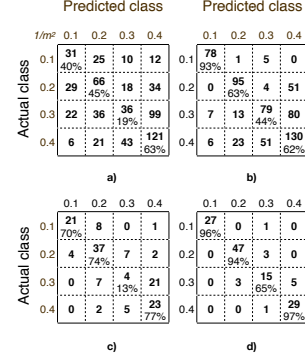 Predicted class Predicted class
1/m² 0.1 0.2 0.3 0.4 0.1 0.2 0.3 0.4
Actual class
0.1 31 40% 25 10 12 0.1 78 93% 1 5 0
0.2 29 66 45% 18 34 0.2 0 95 63% 4 51
0.3 22 36 36 19% 99 0.3 7 13 79 44% 80
0.4 6 21 43 121 63% 0.4 6 23 51 130 62%
a) b)
0.1 0.2 0.3 0.4 0.1 0.2 0.3 0.4
Actual class
0.1 21 70% 8 0 1 0.1 27 96% 0 1 0
0.2 4 37 74% 7 2 0.2 0 47 94% 3 0
0.3 0 7 4 13% 21 0.3 0 3 15 65% 5
0.4 0 2 5 23 77% 0.4 0 0 1 29 97%
c) d)